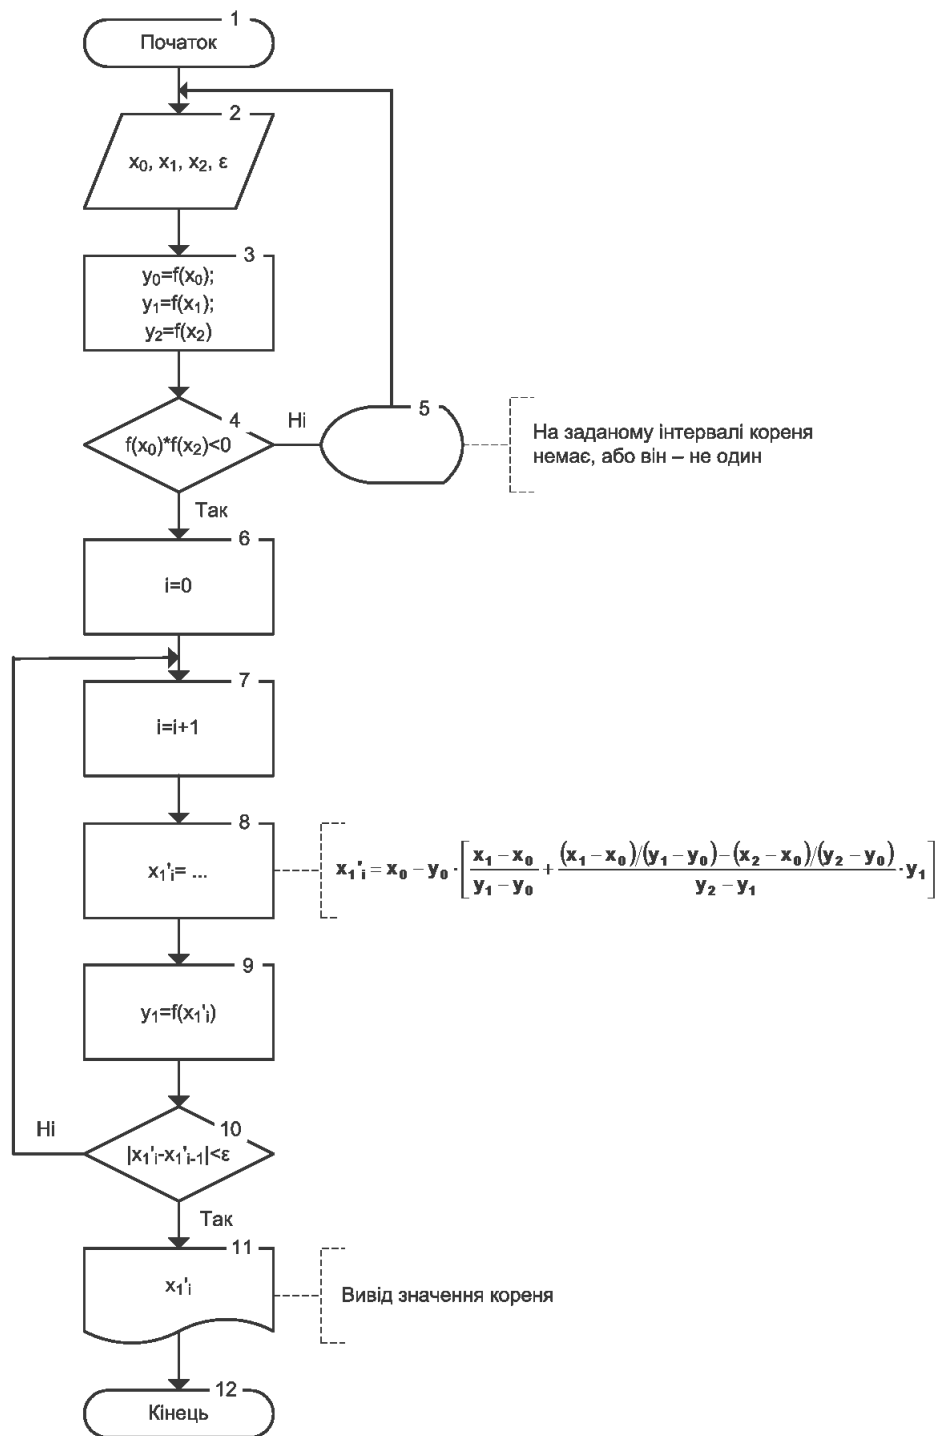 1
Початок
2
x₀, x₁, x₂, ε
3
y₀=f(x₀);
y₁=f(x₁);
y₂=f(x₂)
4
f(x₀)*f(x₂)<0
Ні
5
На заданому інтервалі кореня
немає, або він – не один
Так
6
i=0
7
i=i+1
8
x₁'ᵢ= ...
x₁'ᵢ = x₀ – y₀ · [ (x₁ – x₀)/(y₁ – y₀) + ((x₁ – x₀)/(y₁ – y₀) – (x₂ – x₀)/(y₂ – y₀))/(y₂ – y₁) · y₁ ]
9
y₁=f(x₁'ᵢ)
10
Ні
|x₁'ᵢ-x₁'ᵢ₋₁|<ε
Так
11
x₁'ᵢ
Вивід значення кореня
12
Кінець